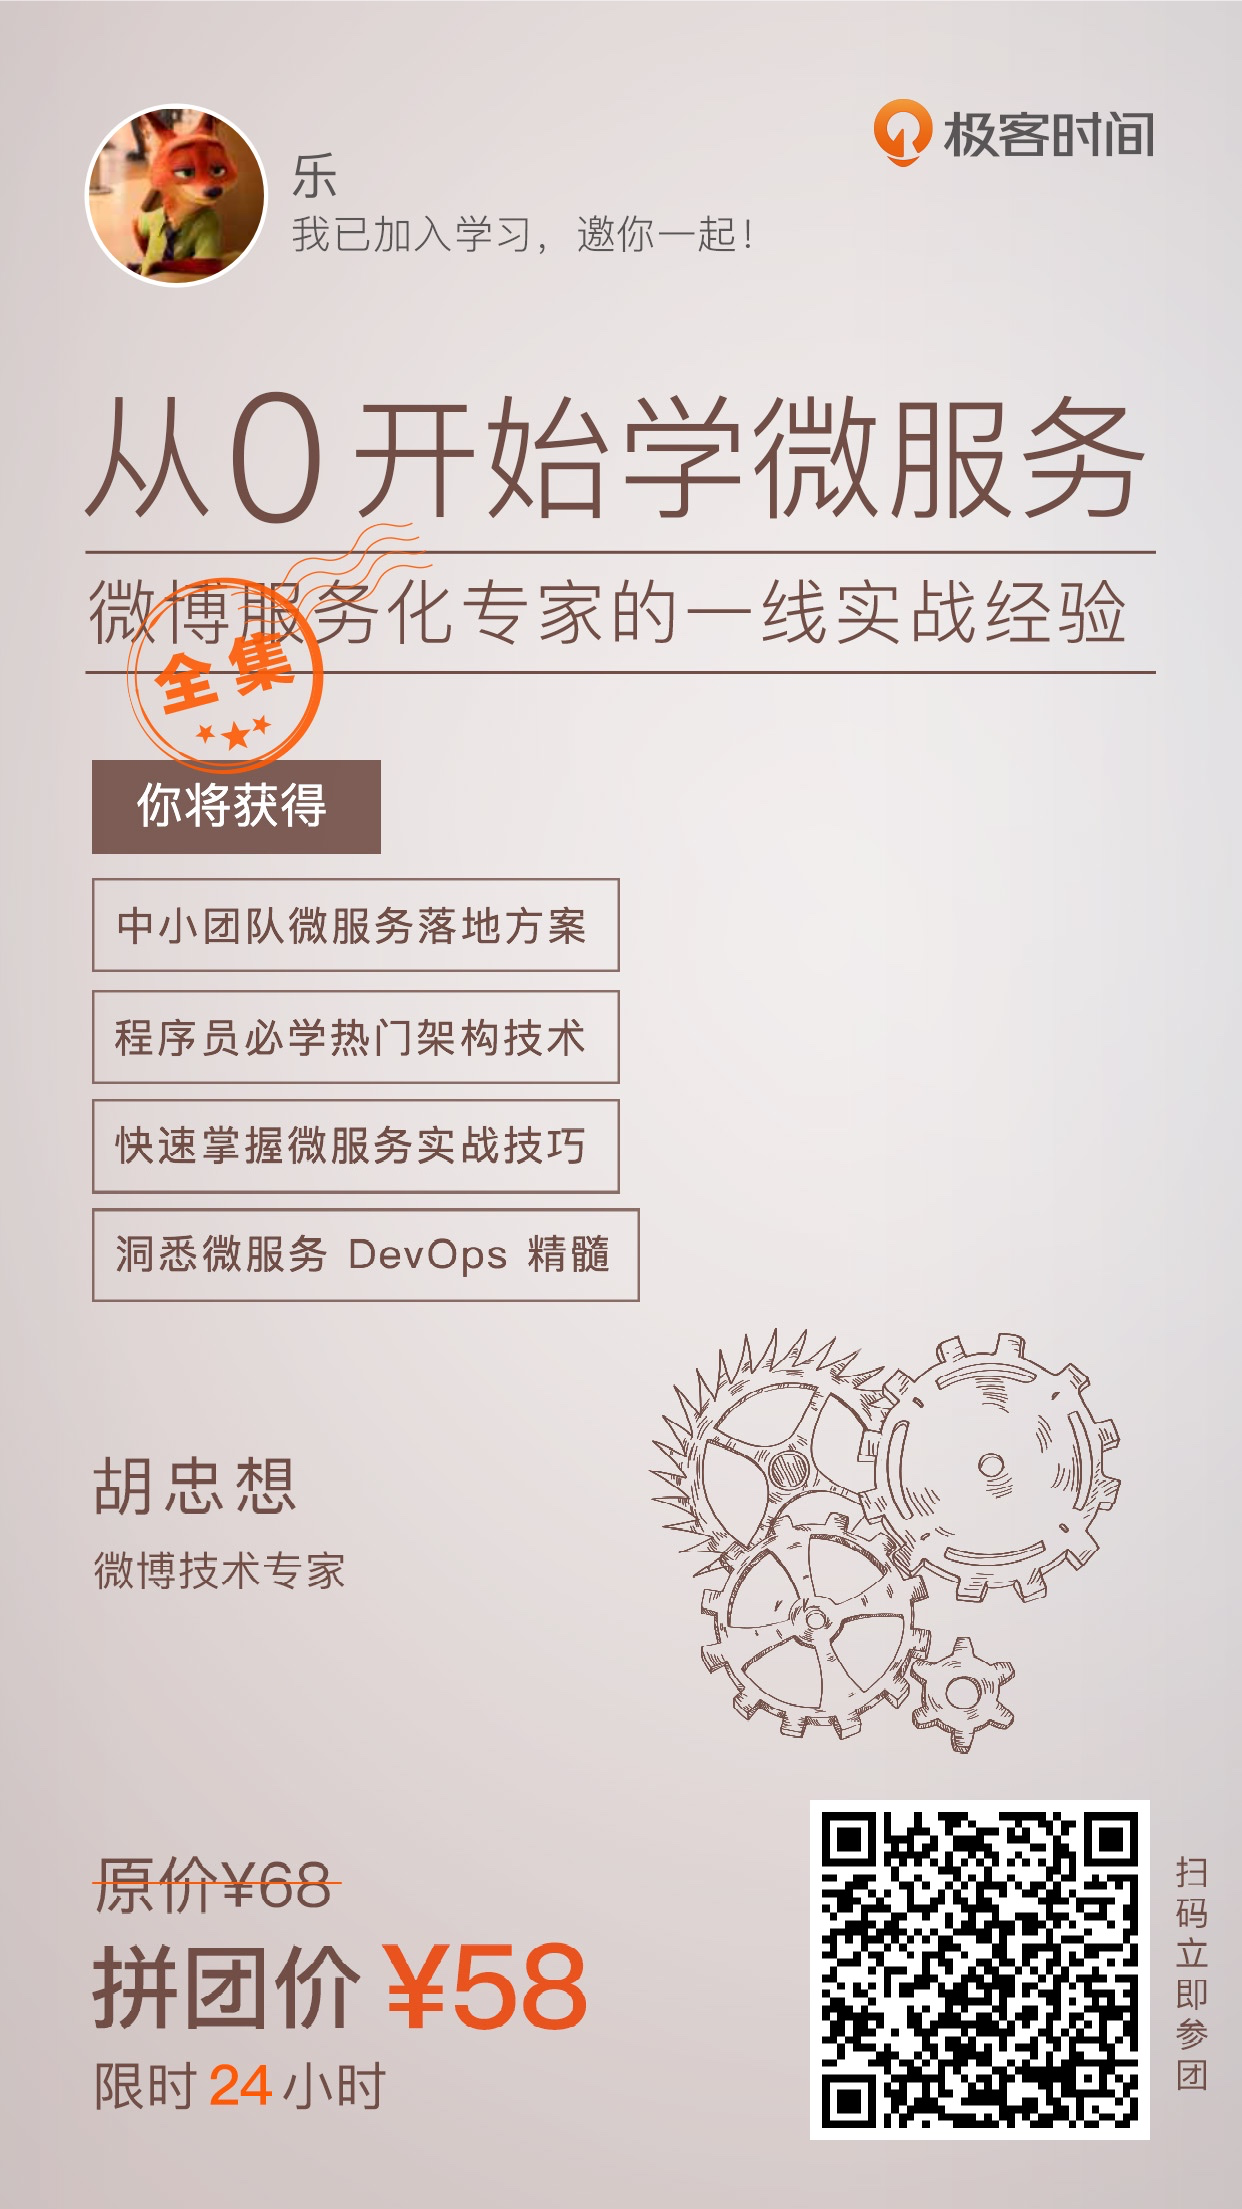 极客时间
乐
我已加入学习，邀你一起！
从0开始学微服务
微博服务化专家的一线实战经验
全集
你将获得
中小团队微服务落地方案
程序员必学热门架构技术
快速掌握微服务实战技巧
洞悉微服务 DevOps 精髓
胡忠想
微博技术专家
原价¥68
拼团价 ¥58
限时 24 小时
扫码立即参团